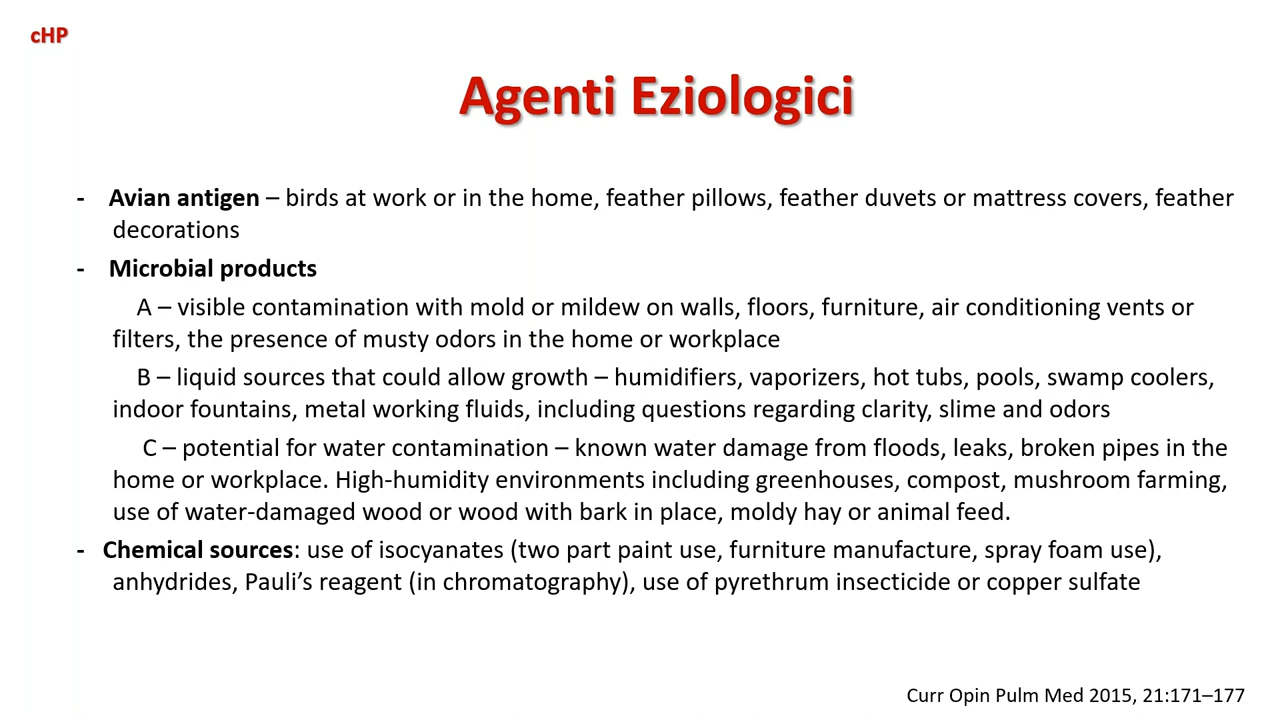 cHP
Agenti Eziologici
- Avian antigen – birds at work or in the home, feather pillows, feather duvets or mattress covers, feather
decorations
- Microbial products
A – visible contamination with mold or mildew on walls, floors, furniture, air conditioning vents or
filters, the presence of musty odors in the home or workplace
B – liquid sources that could allow growth – humidifiers, vaporizers, hot tubs, pools, swamp coolers,
indoor fountains, metal working fluids, including questions regarding clarity, slime and odors
C – potential for water contamination – known water damage from floods, leaks, broken pipes in the
home or workplace. High-humidity environments including greenhouses, compost, mushroom farming,
use of water-damaged wood or wood with bark in place, moldy hay or animal feed.
- Chemical sources: use of isocyanates (two part paint use, furniture manufacture, spray foam use),
anhydrides, Pauli’s reagent (in chromatography), use of pyrethrum insecticide or copper sulfate
Curr Opin Pulm Med 2015, 21:171–177